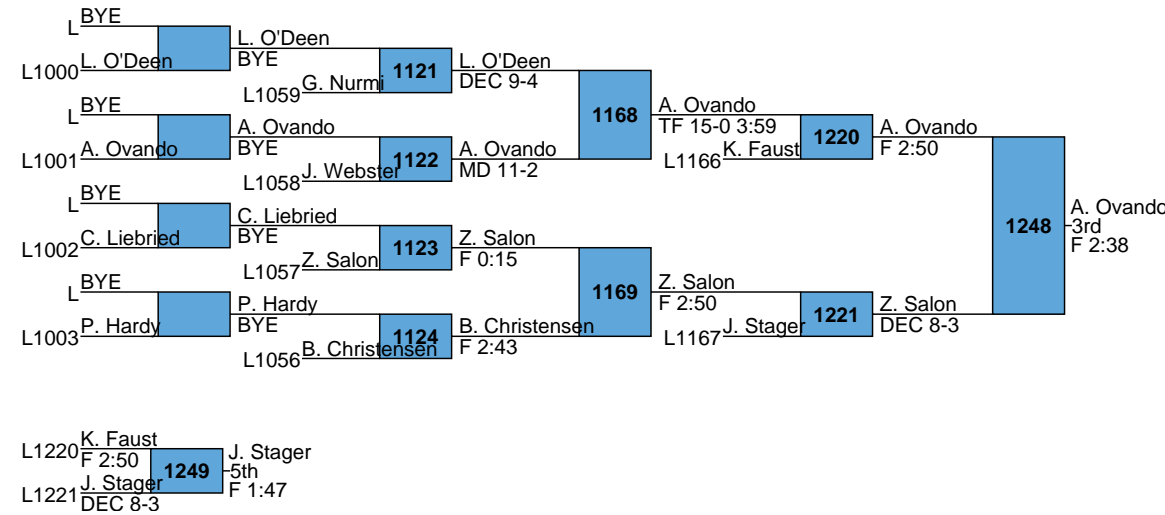 L BYE
L1000 L. O'Deen
L. O'Deen
BYE
L1059 G. Nurmi
1121
L. O'Deen
DEC 9-4
L BYE
L1001 A. Ovando
A. Ovando
BYE
L1058 J. Webster
1122
A. Ovando
MD 11-2
1168
A. Ovando
TF 15-0 3:59
L1166 K. Faust
1220
A. Ovando
F 2:50
L BYE
L1002 C. Liebried
C. Liebried
BYE
L1057 Z. Salon
1123
Z. Salon
F 0:15
L BYE
L1003 P. Hardy
P. Hardy
BYE
L1056 B. Christensen
1124
B. Christensen
F 2:43
1169
Z. Salon
F 2:50
L1167 J. Stager
1221
Z. Salon
DEC 8-3
1248
A. Ovando
3rd
F 2:38
L1220 K. Faust
F 2:50
L1221 J. Stager
DEC 8-3
1249
J. Stager
5th
F 1:47